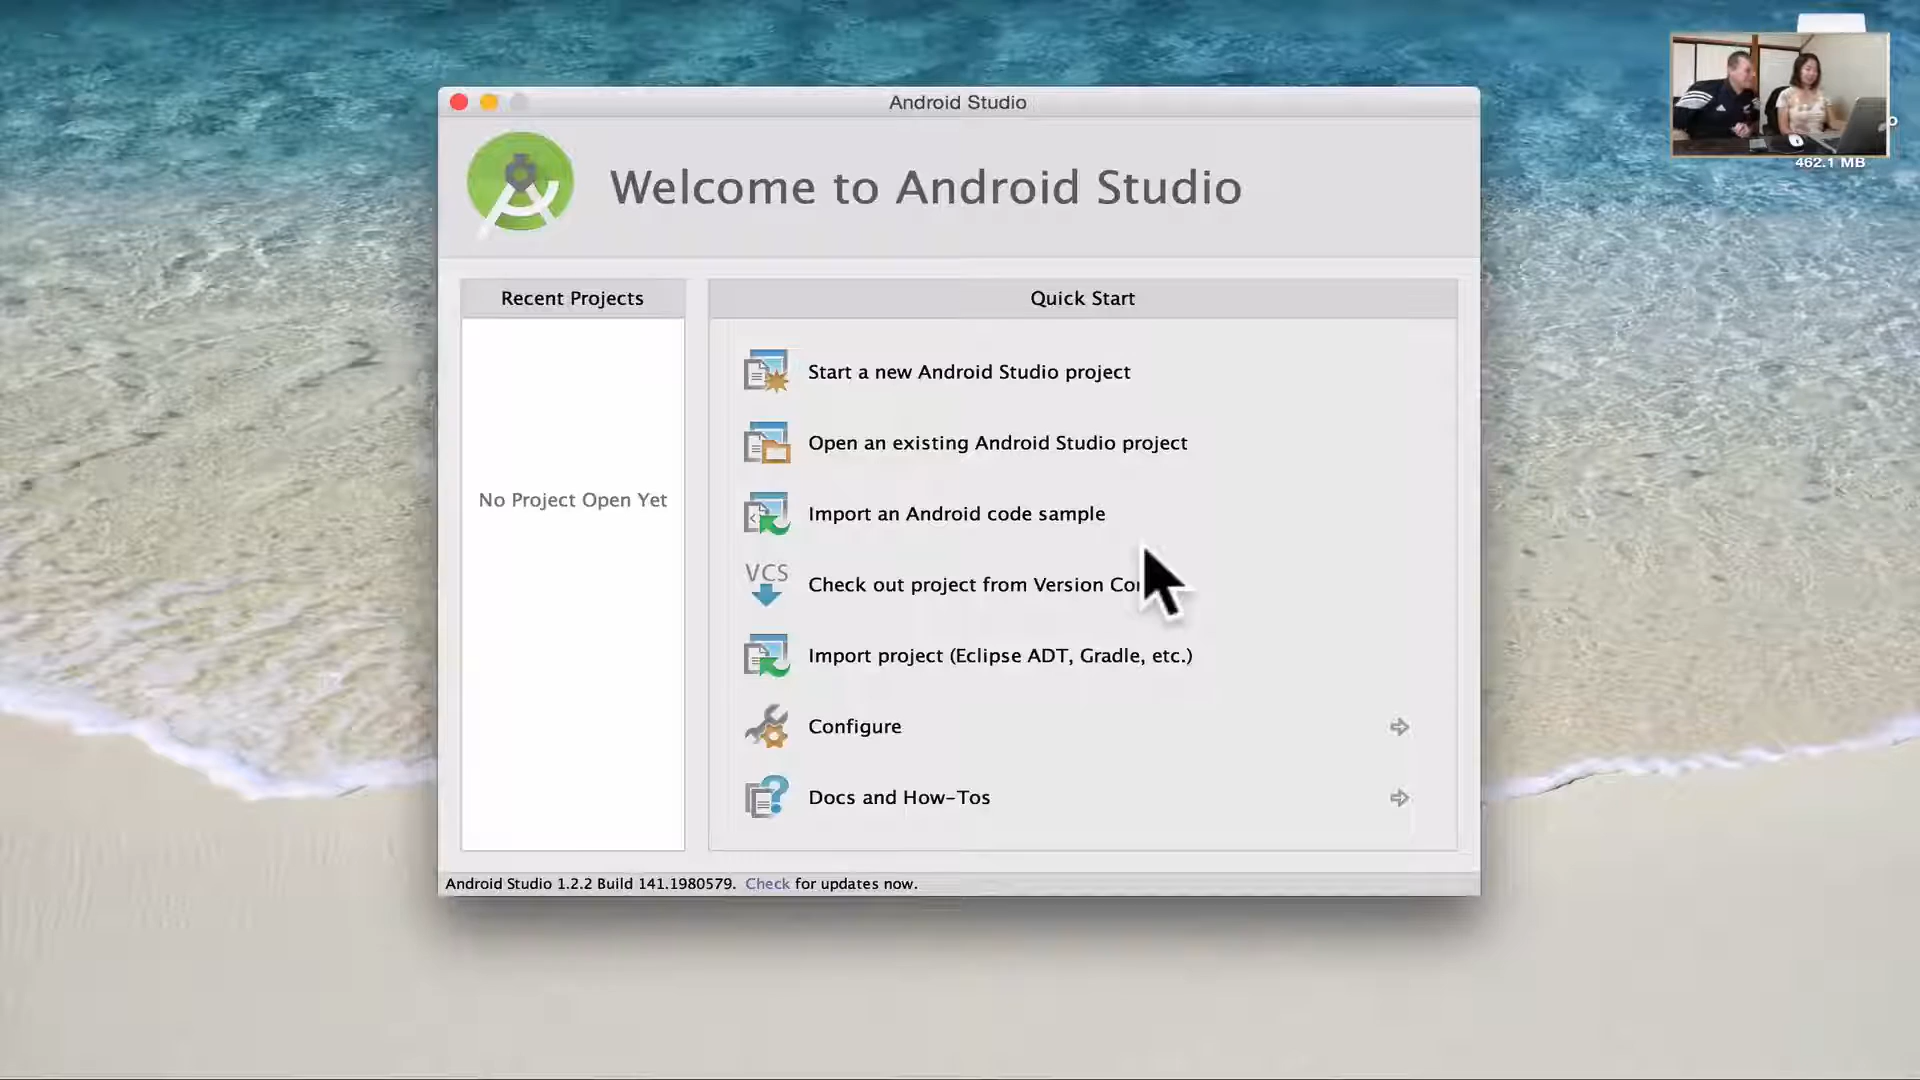 Android Studio
Welcome to Android Studio
Recent Projects
Quick Start
No Project Open Yet
Start a new Android Studio project
Open an existing Android Studio project
Import an Android code sample
VCS
Check out project from Version
Import project (Eclipse ADT, Gradle, etc.)
Configure
Docs and How-Tos
Android Studio 1.2.2 Build 141.1980579. Check for updates now.
462.1 MB